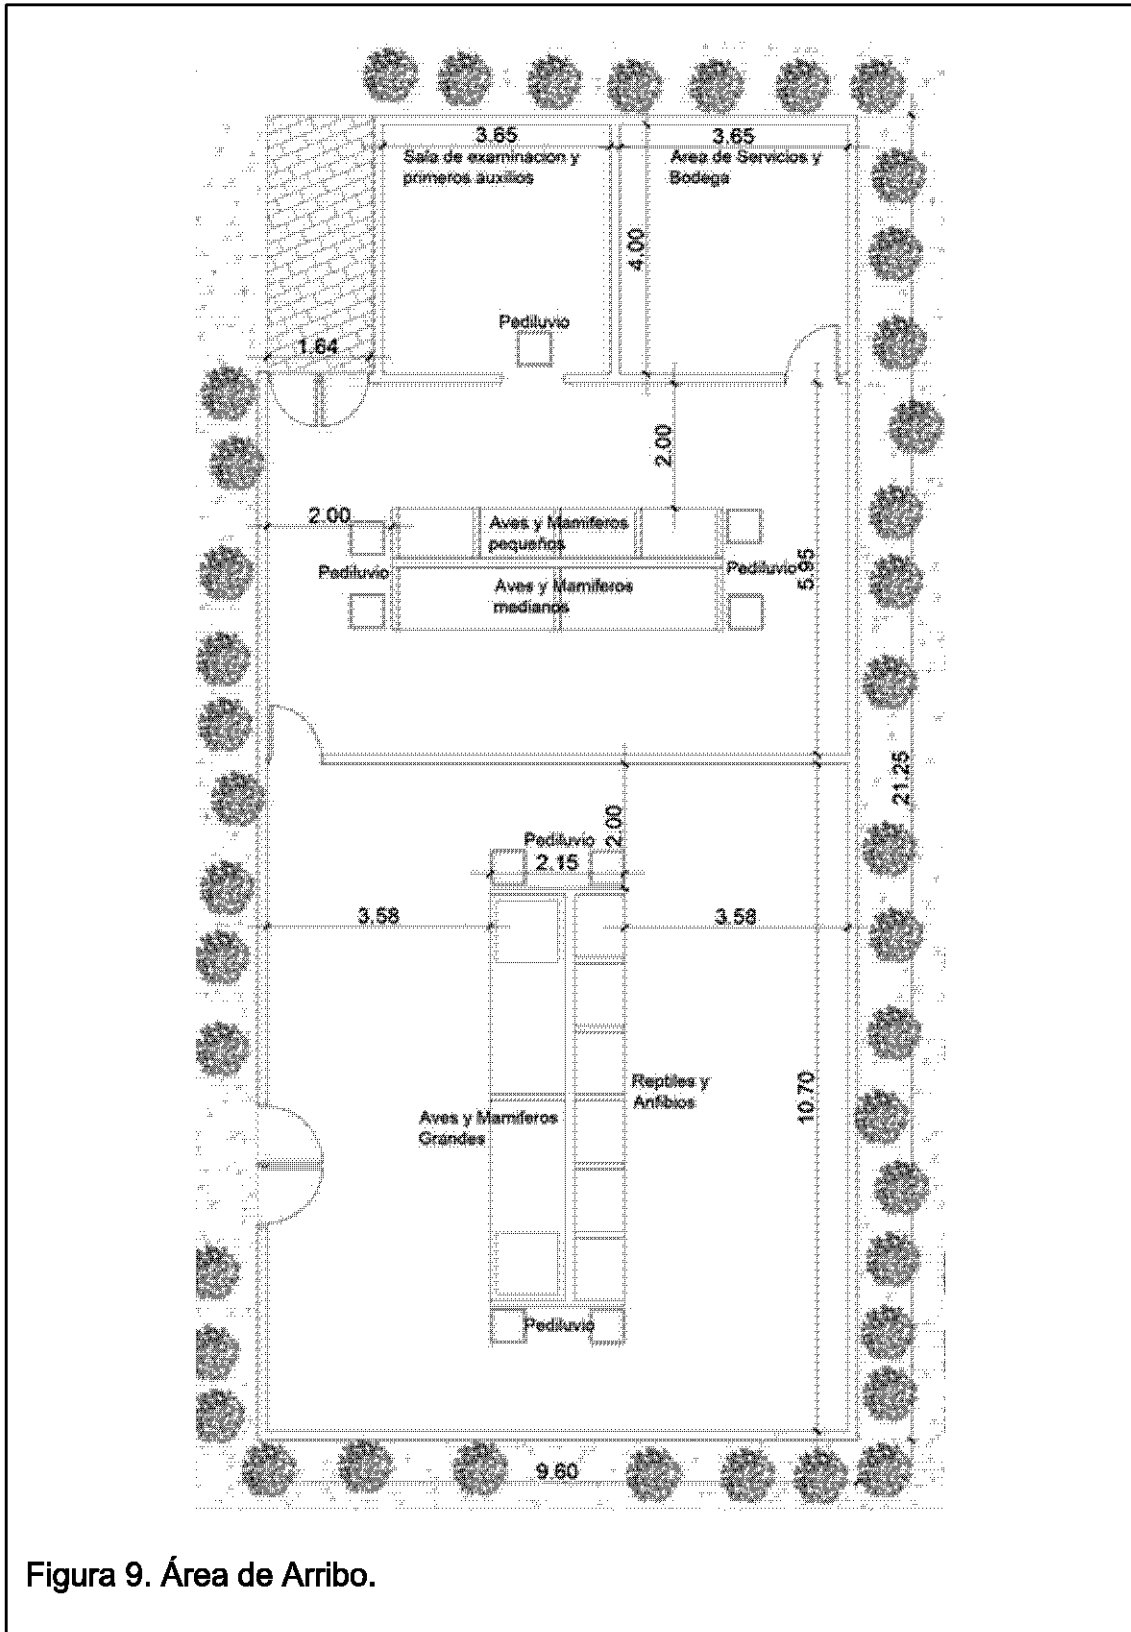 3.65
3.65
Sala de examinacion y
primeros auxilios
Area de Servicios y
Bodega
4.00
Pediluvio
1.64
2.00
2.00
Aves y Mamiferos
pequeños
Pediluvio
Pediluvio
5.95
Aves y Mamiferos
medianos
21.25
2.00
Pediluvio
2.15
3.58
3.58
Reptiles y
Anfibios
10.70
Aves y Mamiferos
Grandes
Pediluvio
9.60
Figura 9. Área de Arribo.